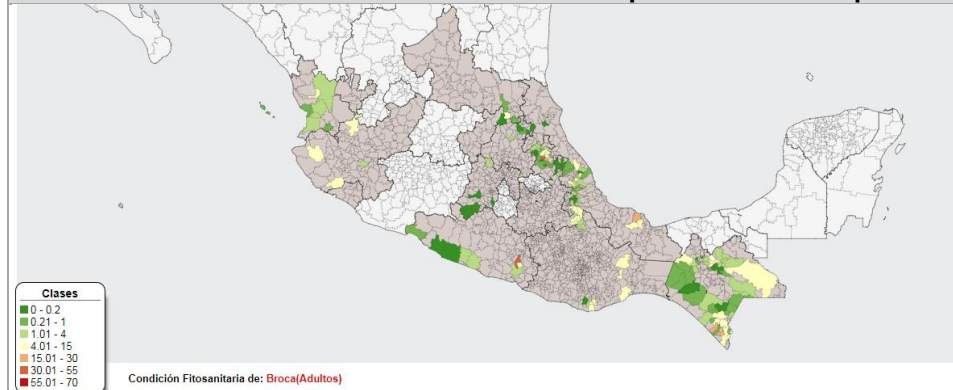 Clases
0 - 0.2
0.21 - 1
1.01 - 4
4.01 - 15
15.01 - 30
30.01 - 55
55.01 - 70
Condición Fitosanitaria de: Broca(Adultos)